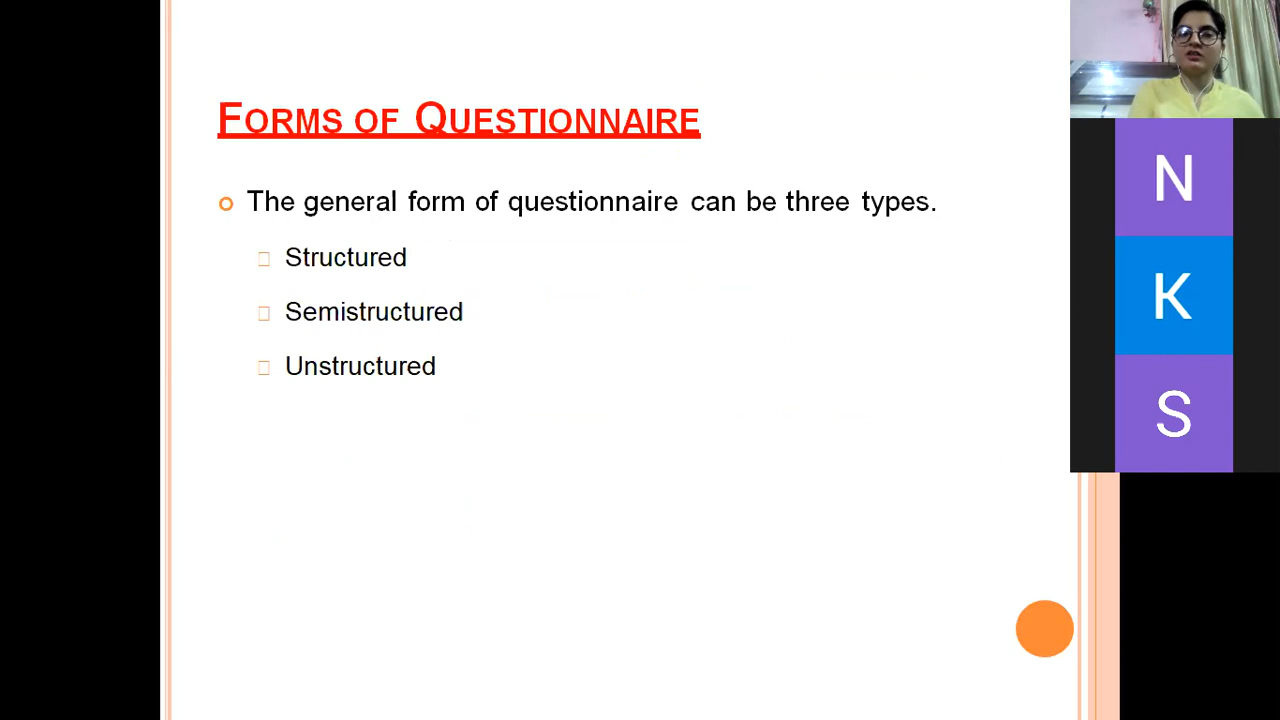 FORMS OF QUESTIONNAIRE
The general form of questionnaire can be three types.
Structured
Semistructured
Unstructured
N
K
S